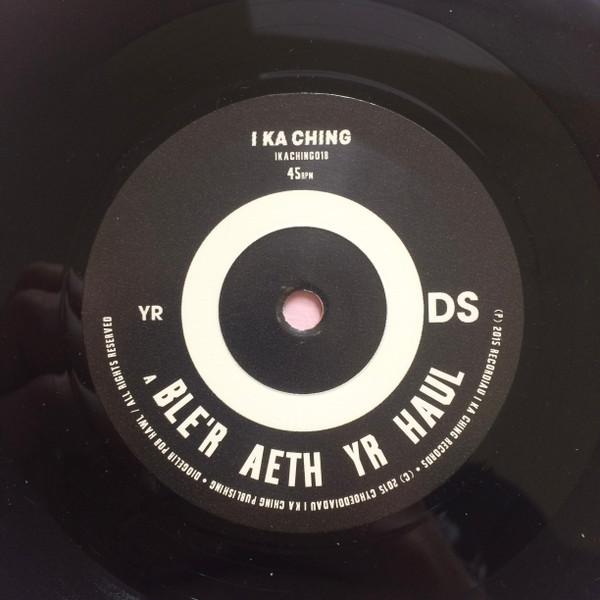 I KA CHING
IKACHING018
45RPM
YR
DS
A BLE'R AETH YR HAUL
(P) 2015 RECORDIAU I KA CHING RECORDS • (C) 2015 CYHOEDDIADAU I KA CHING PUBLISHING • DIOGELIR POB HAWL / ALL RIGHTS RESERVED